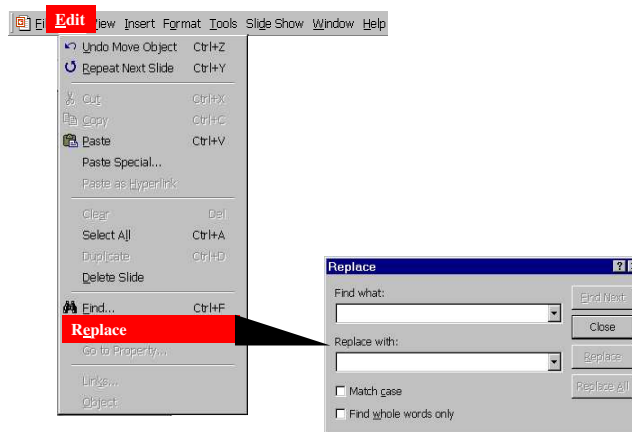 Edit View Insert Format Tools Slide Show Window Help
Undo Move Object Ctrl+Z
Repeat Next Slide Ctrl+Y
Cut Ctrl+X
Copy Ctrl+C
Paste Ctrl+V
Paste Special...
Paste as Hyperlink
Clear Del
Select All Ctrl+A
Duplicate Ctrl+D
Delete Slide
Find... Ctrl+F
Replace
Go to Property...
Links...
Object
Replace
Find what:
Find Next
Close
Replace with:
Replace
Replace All
Match case
Find whole words only